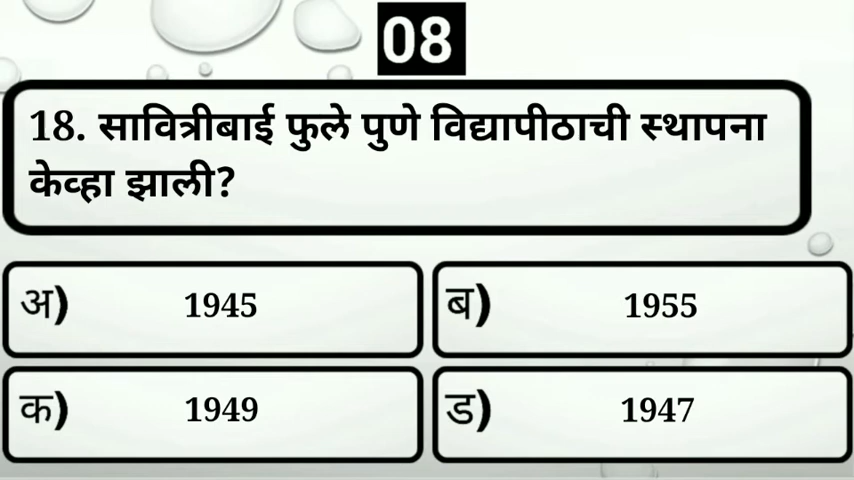 08
18. सावित्रीबाई फुले पुणे विद्यापीठाची स्थापना
केव्हा झाली?
अ) 1945
ब) 1955
क) 1949
ड) 1947